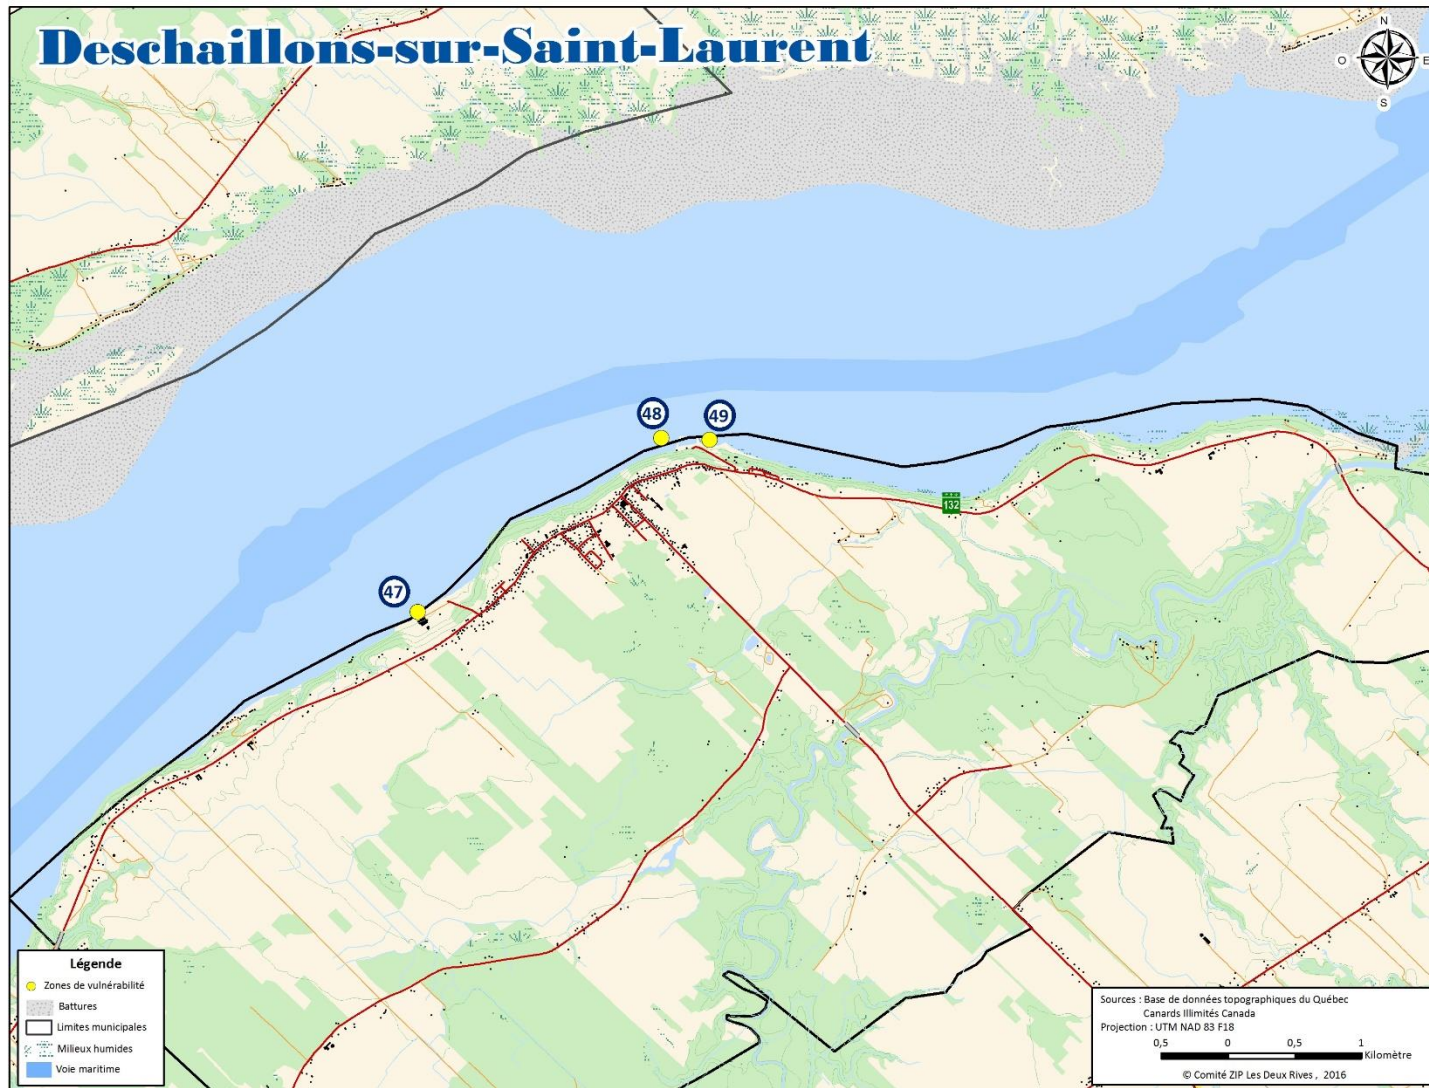 Deschaillons-sur-Saint-Laurent
N
O E
S
48 49
132
47
Légende
Zones de vulnérabilité
Battures
Limites municipales
Milieux humides
Voie maritime
Sources : Base de données topographiques du Québec
Canards Illimités Canada
Projection : UTM NAD 83 F18
0,5 0 0,5 1
Kilomètre
© Comité ZIP Les Deux Rives , 2016